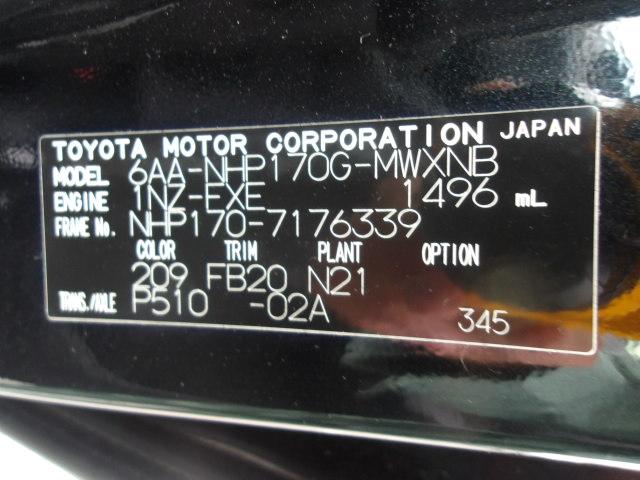 TOYOTA MOTOR CORPORATION JAPAN
MODEL 6AA-NHP170G-MWXNB
ENGINE 1NZ-EXE 1496 mL
FRAME No. NHP170-7176339
COLOR TRIM PLANT OPTION
209 FB20 N21
TRANS./AXLE P510 -02A 345